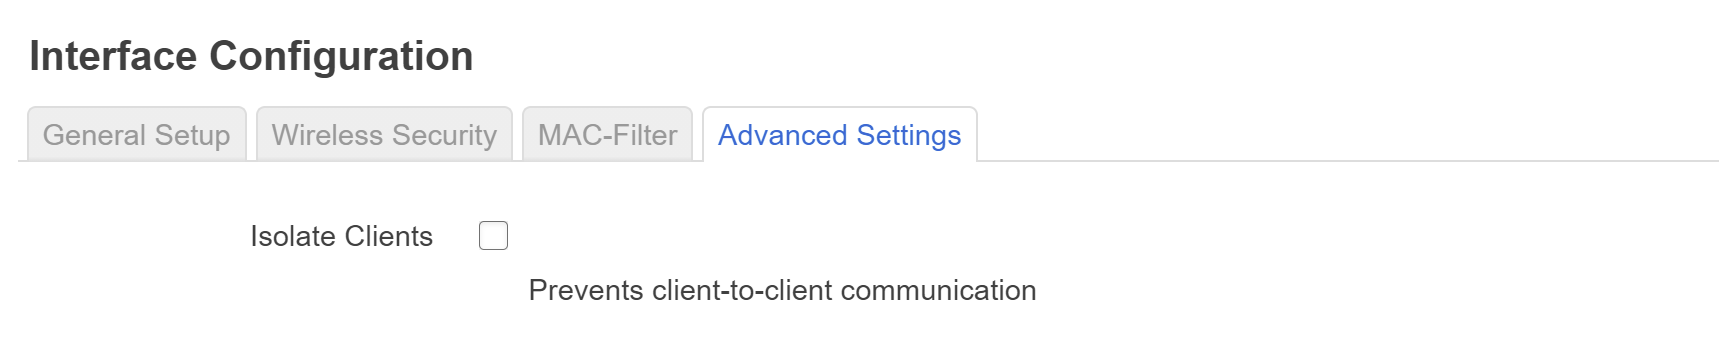 Interface Configuration
General Setup Wireless Security MAC-Filter Advanced Settings
Isolate Clients
Prevents client-to-client communication